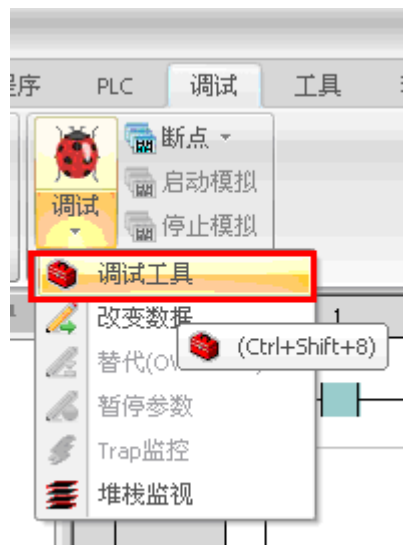 程序 PLC 调试 工具
断点
启动模拟
调试
停止模拟
调试工具
改变数据
1
(Ctrl+Shift+8)
替代(OV
暂停参数
Trap监控
堆栈监视